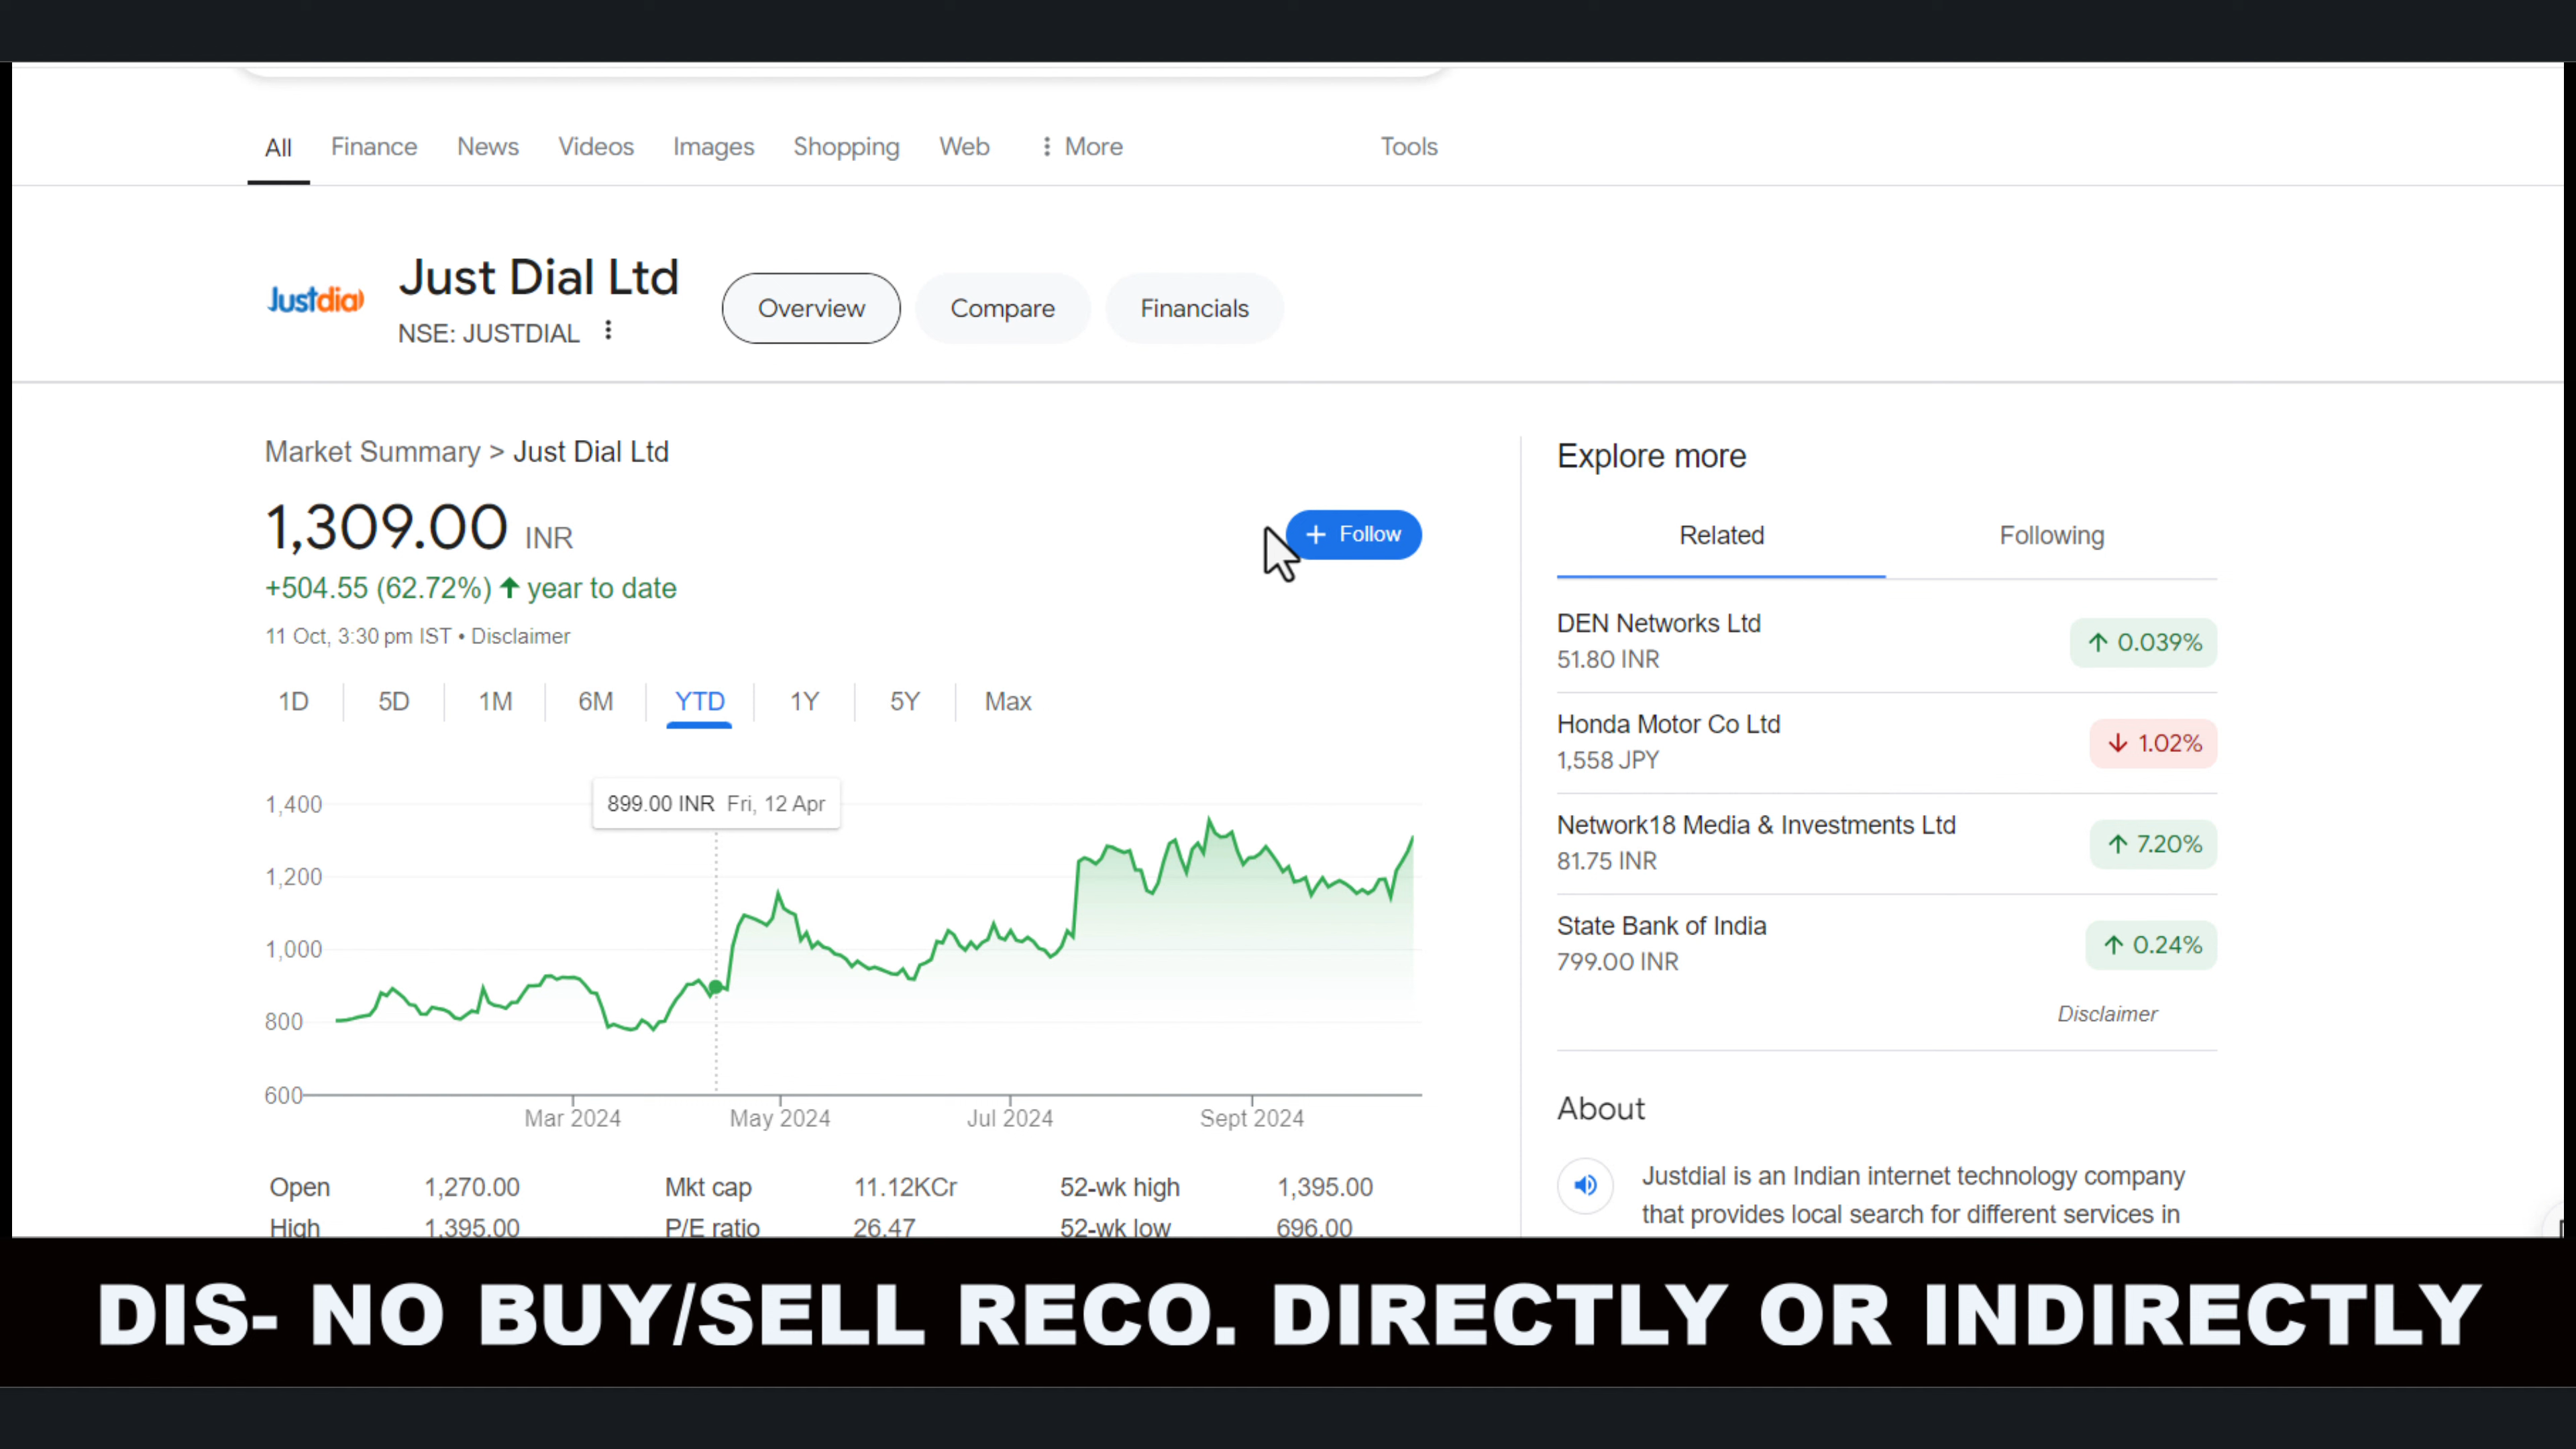 All Finance News Videos Images Shopping Web More Tools
Justdial
Just Dial Ltd
NSE: JUSTDIAL
Overview Compare Financials
Market Summary > Just Dial Ltd
1,309.00 INR
+ Follow
+504.55 (62.72%) ↑ year to date
11 Oct, 3:30 pm IST • Disclaimer
1D 5D 1M 6M YTD 1Y 5Y Max
899.00 INR Fri, 12 Apr
1,400
1,200
1,000
800
600
Mar 2024 May 2024 Jul 2024 Sept 2024
Open 1,270.00 Mkt cap 11.12KCr 52-wk high 1,395.00
High 1,395.00 P/E ratio 26.47 52-wk low 696.00
Explore more
Related Following
DEN Networks Ltd
51.80 INR
↑ 0.039%
Honda Motor Co Ltd
1,558 JPY
↓ 1.02%
Network18 Media & Investments Ltd
81.75 INR
↑ 7.20%
State Bank of India
799.00 INR
↑ 0.24%
Disclaimer
About
Justdial is an Indian internet technology company
that provides local search for different services in
DIS- NO BUY/SELL RECO. DIRECTLY OR INDIRECTLY